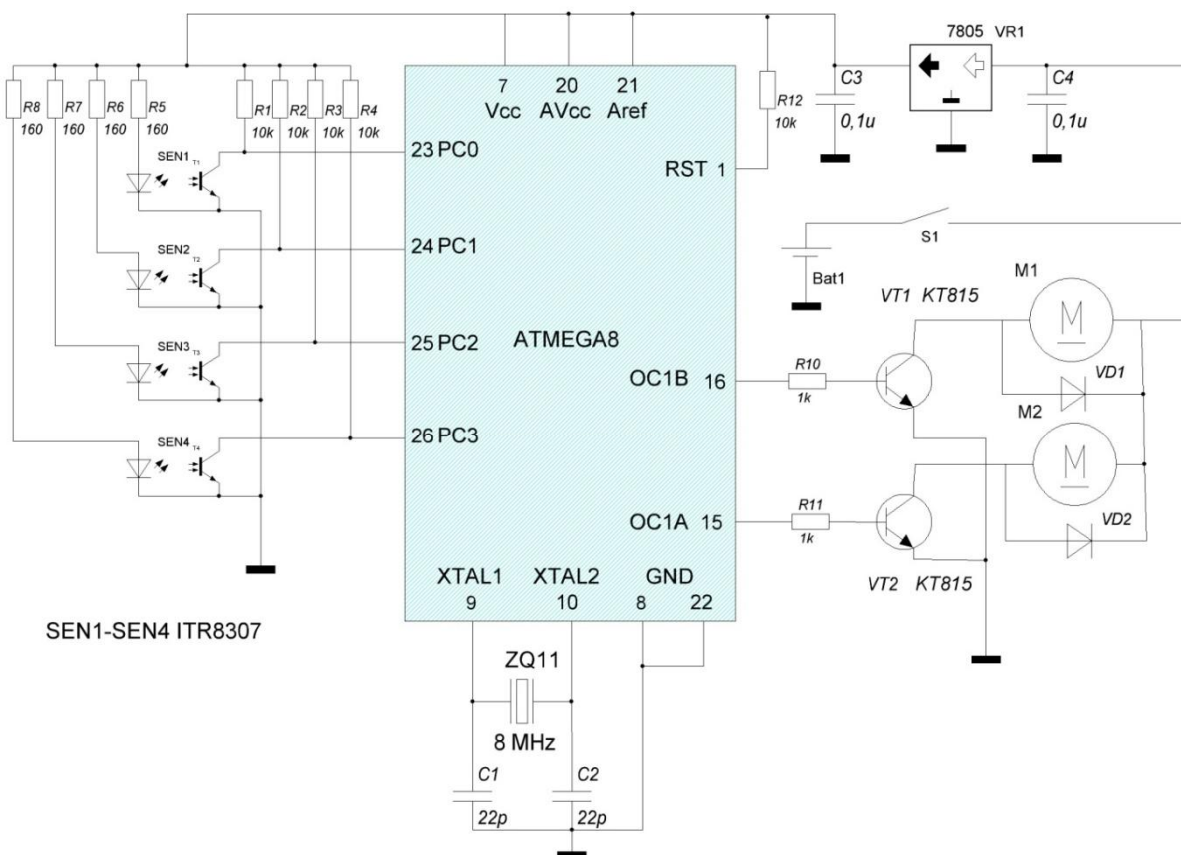 7805 VR1
C3
0,1u
C4
0,1u
R8
160
R7
160
R6
160
R5
160
R1
10k
R2
10k
R3
10k
R4
10k
7
Vcc
20
AVcc
21
Aref
R12
10k
SEN1
T1
23 PC0
RST 1
SEN2
T2
24 PC1
S1
Bat1
SEN3
T3
25 PC2
ATMEGA8
VT1 KT815
M1
M
VD1
OC1B 16
R10
1k
SEN4
T4
26 PC3
M2
M
VD2
OC1A 15
R11
1k
VT2 KT815
XTAL1
9
XTAL2
10
GND
8 22
SEN1-SEN4 ITR8307
ZQ11
8 MHz
C1
22p
C2
22p